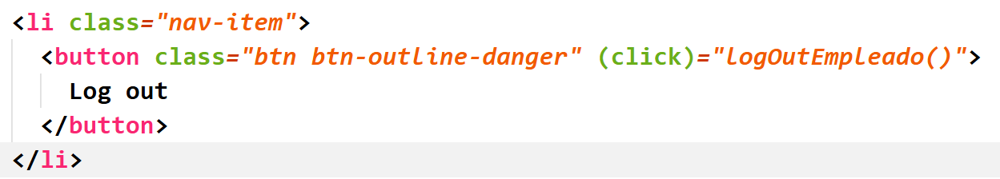 <li class="nav-item">
<button class="btn btn-outline-danger" (click)="logOutEmpleado()">
Log out
</button>
</li>